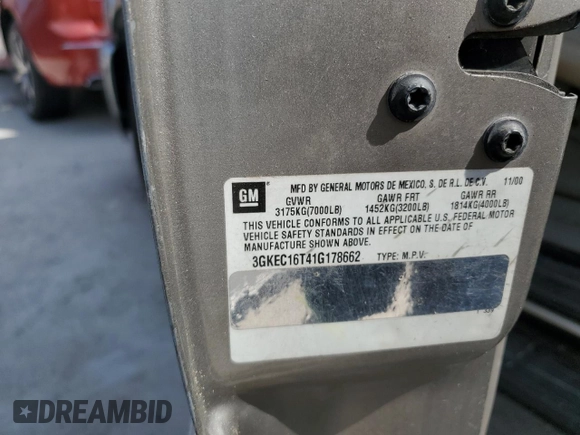 GM
MFD BY GENERAL MOTORS DE MEXICO, S. DE R.L. DE C.V. 11/00
GVWR GAWR FRT GAWR RR
3175KG(7000LB) 1452KG(3200LB) 1814KG(4000LB)
THIS VEHICLE CONFORMS TO ALL APPLICABLE U.S. FEDERAL MOTOR
VEHICLE SAFETY STANDARDS IN EFFECT ON THE DATE OF
MANUFACTURE SHOWN ABOVE.
3GKEC16T41G178662 TYPE: M.P.V.
DREAMBID